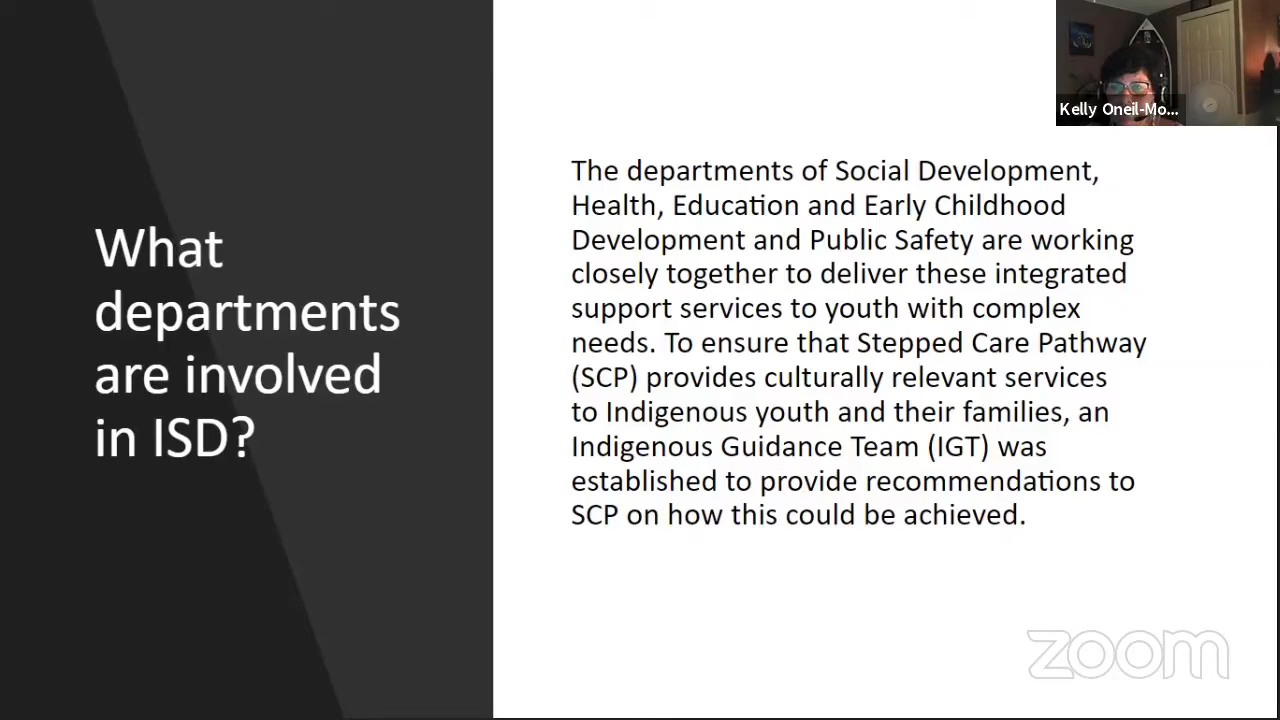 Kelly Oneil-Mo...
What
departments
are involved
in ISD?
The departments of Social Development,
Health, Education and Early Childhood
Development and Public Safety are working
closely together to deliver these integrated
support services to youth with complex
needs. To ensure that Stepped Care Pathway
(SCP) provides culturally relevant services
to Indigenous youth and their families, an
Indigenous Guidance Team (IGT) was
established to provide recommendations to
SCP on how this could be achieved.
zoom